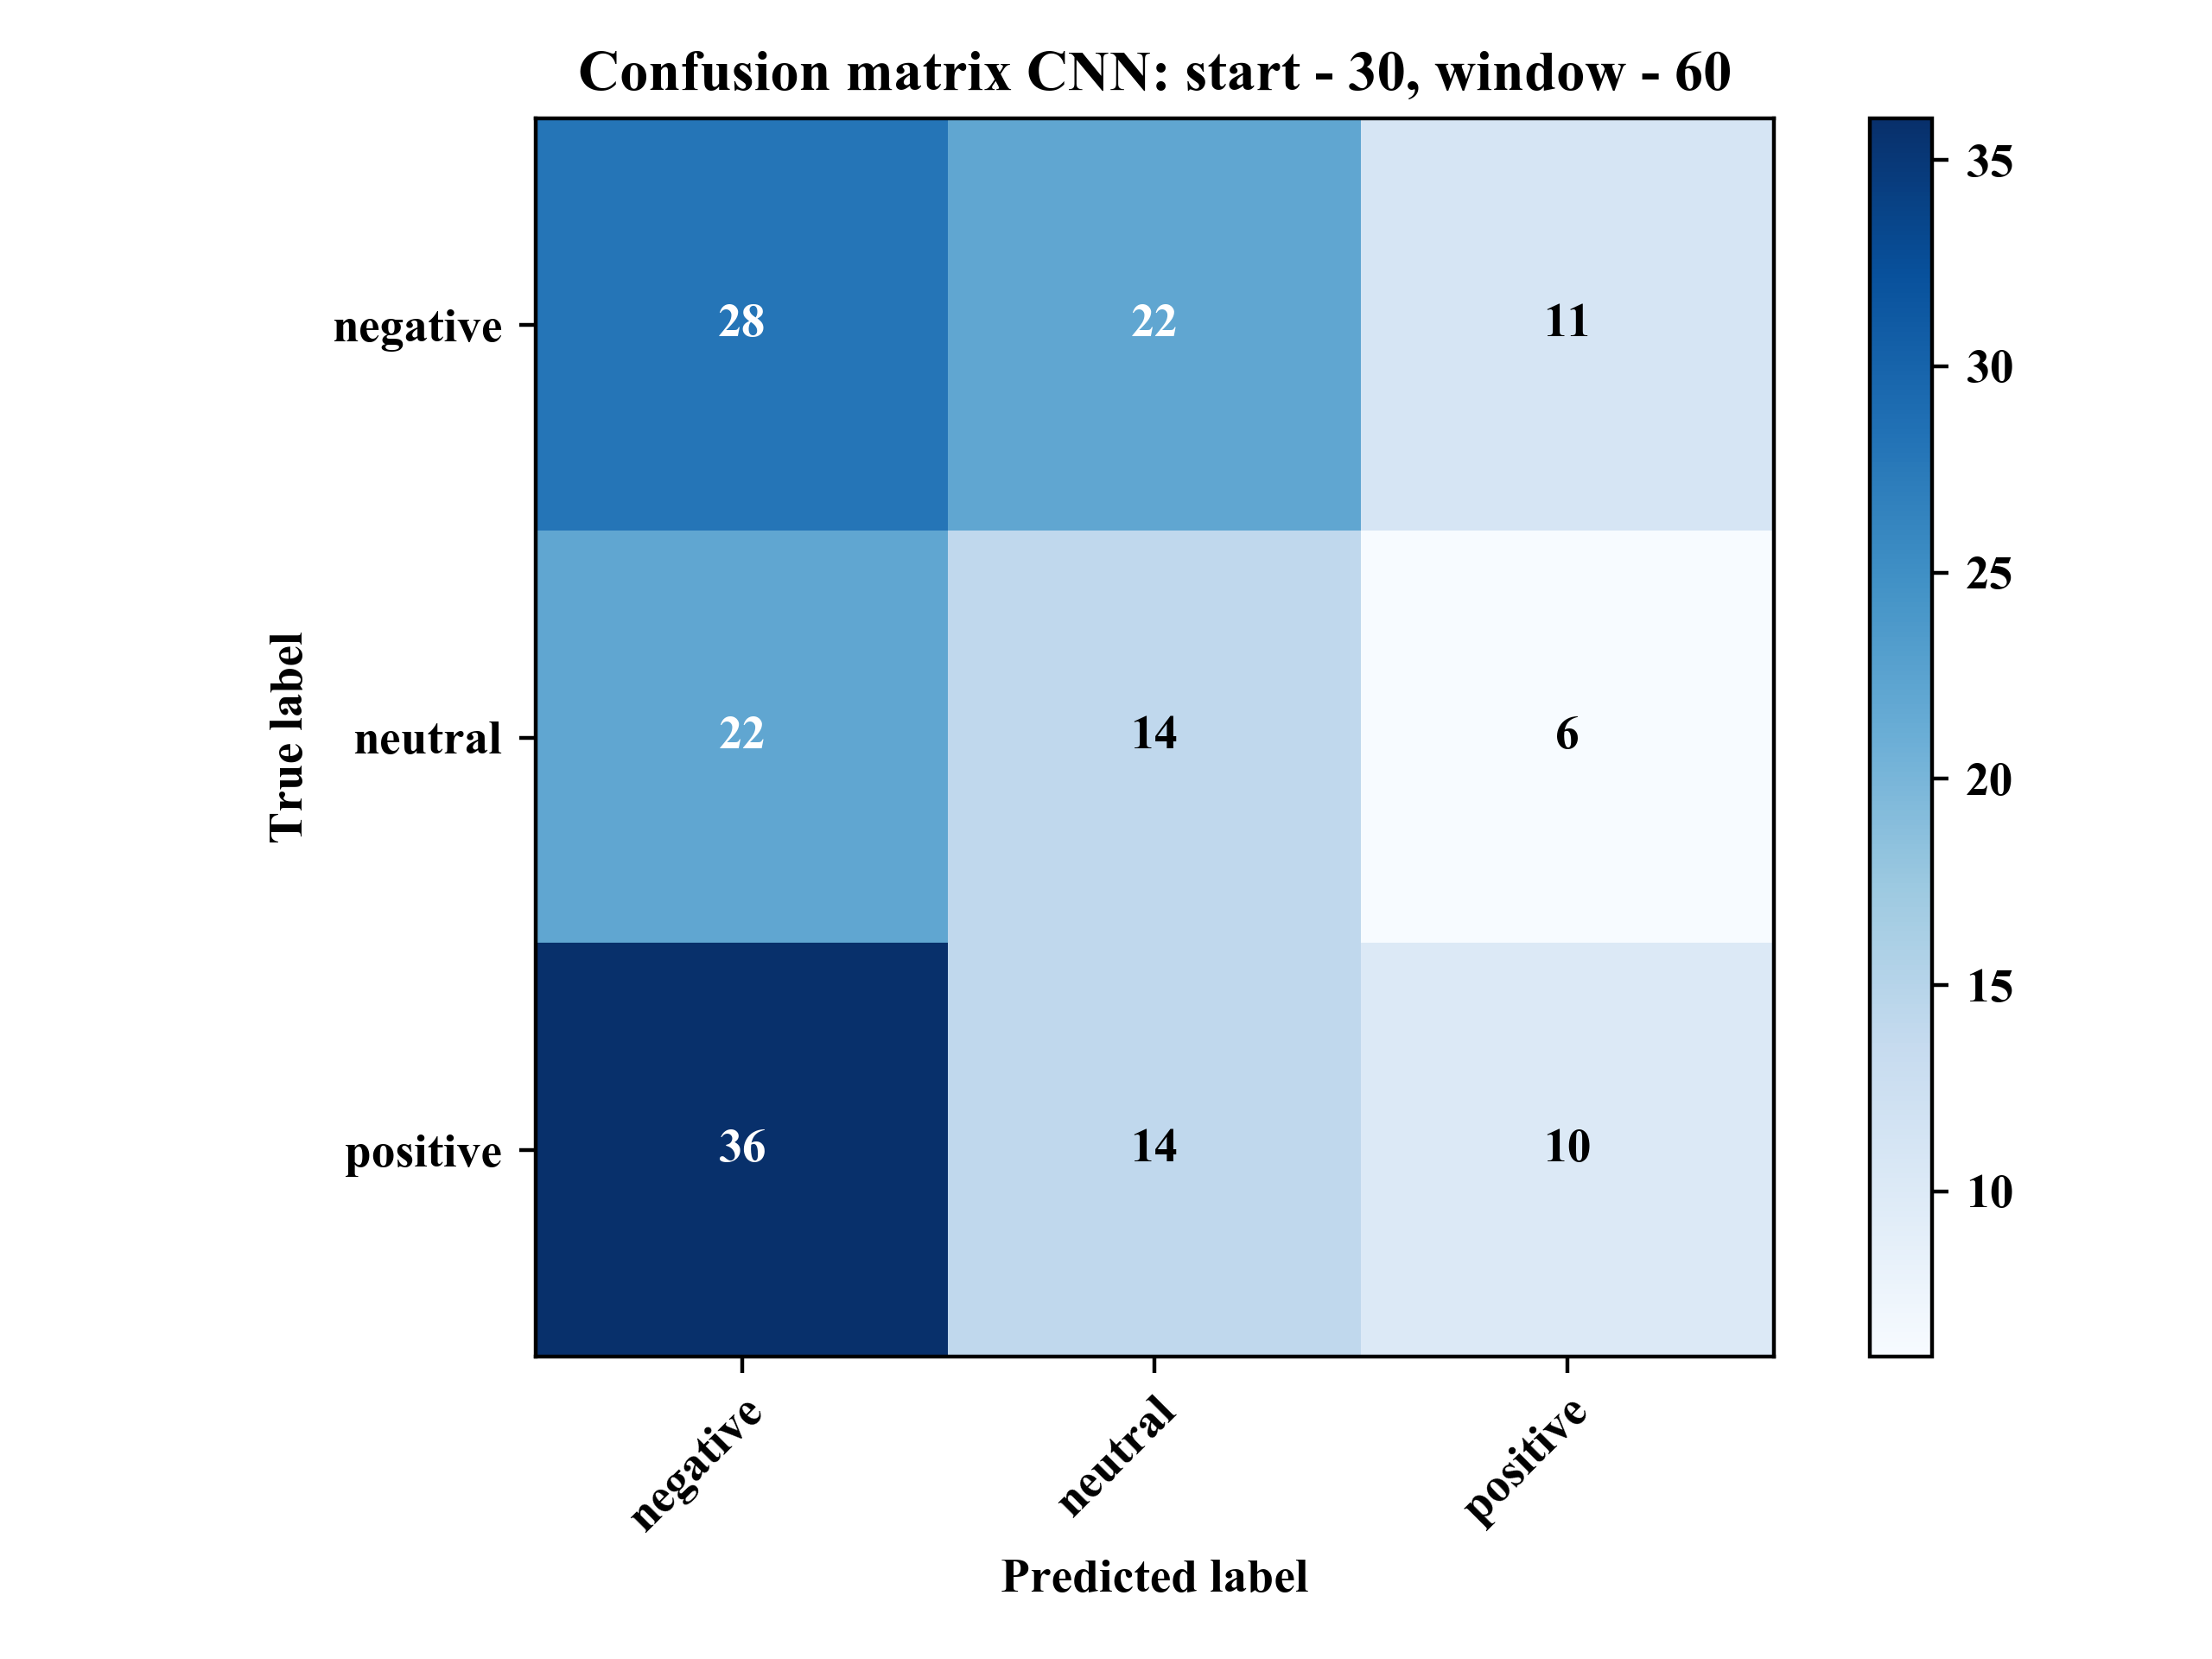 Confusion matrix CNN: start - 30, window - 60
True label
negative
28 22 11
neutral
22 14 6
positive
36 14 10
negative neutral positive
Predicted label
35
30
25
20
15
10